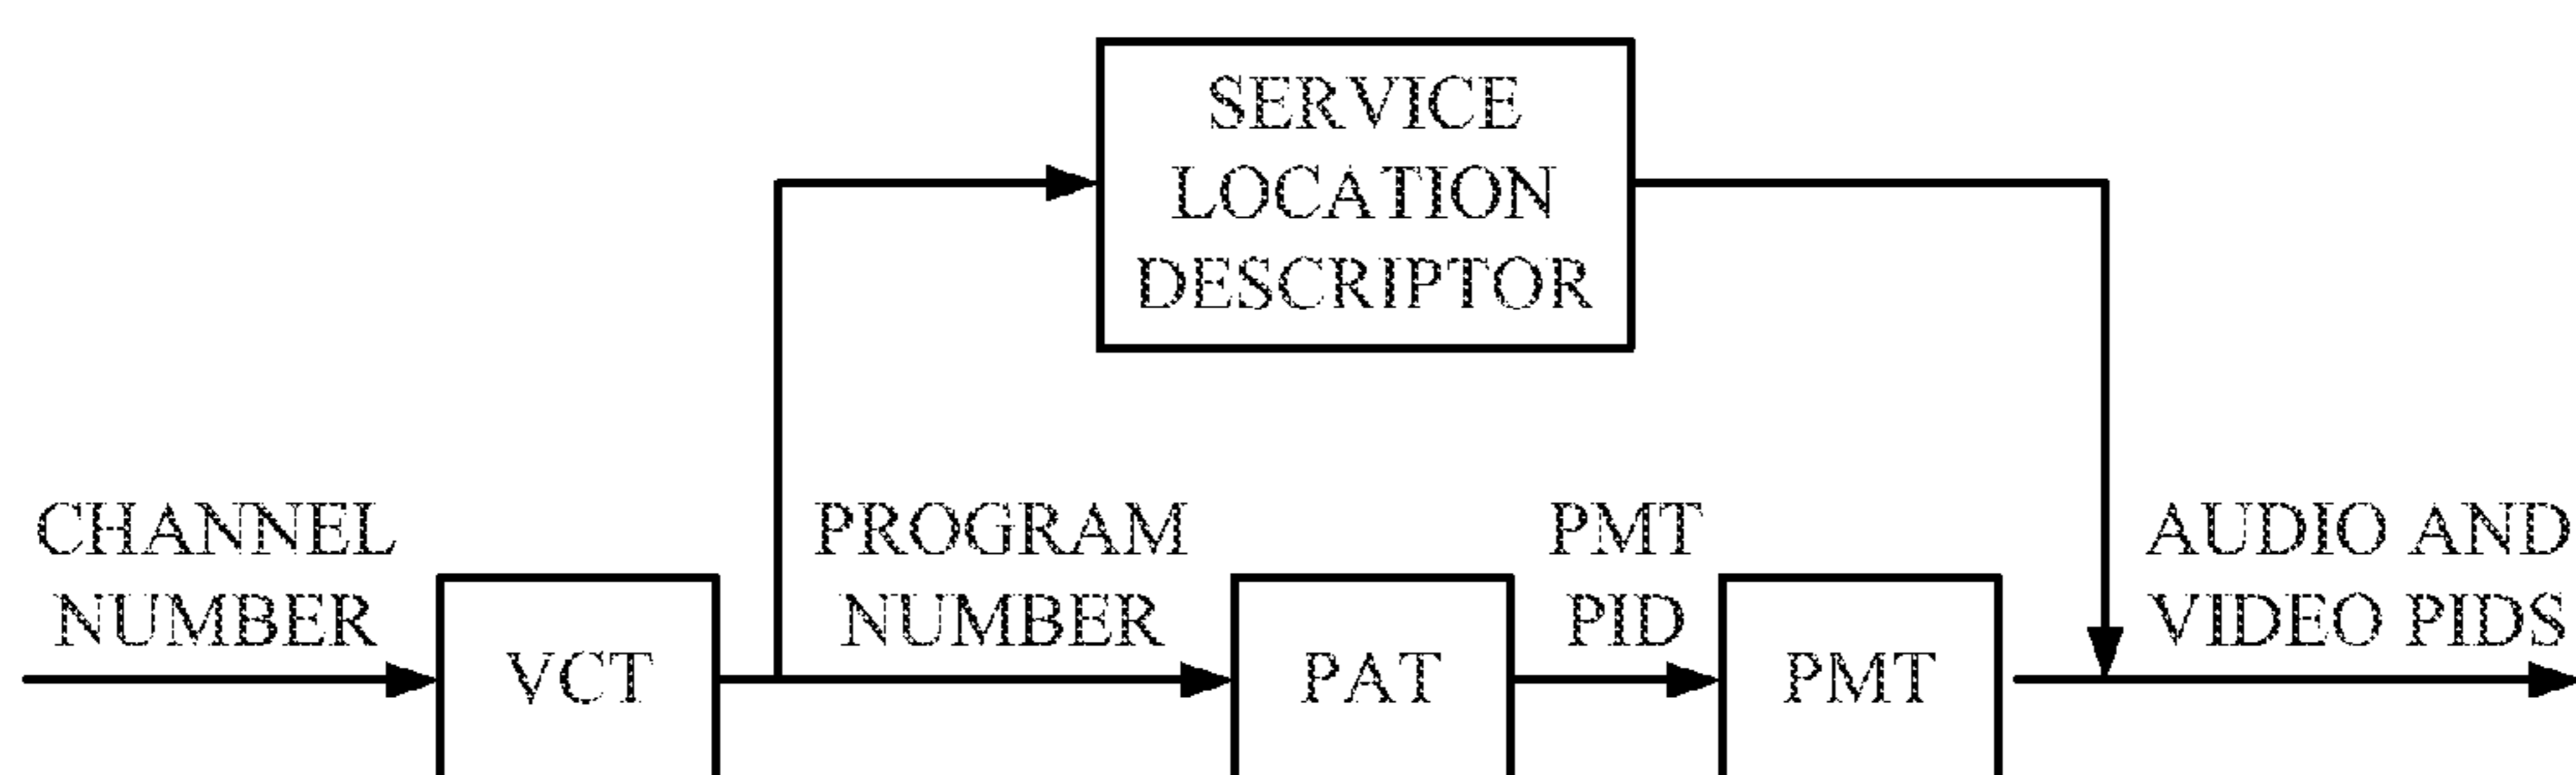 SERVICE
LOCATION
DESCRIPTOR
CHANNEL
NUMBER
PROGRAM
NUMBER
PMT
PID
AUDIO AND
VIDEO PIDS
VCT
PAT
PMT